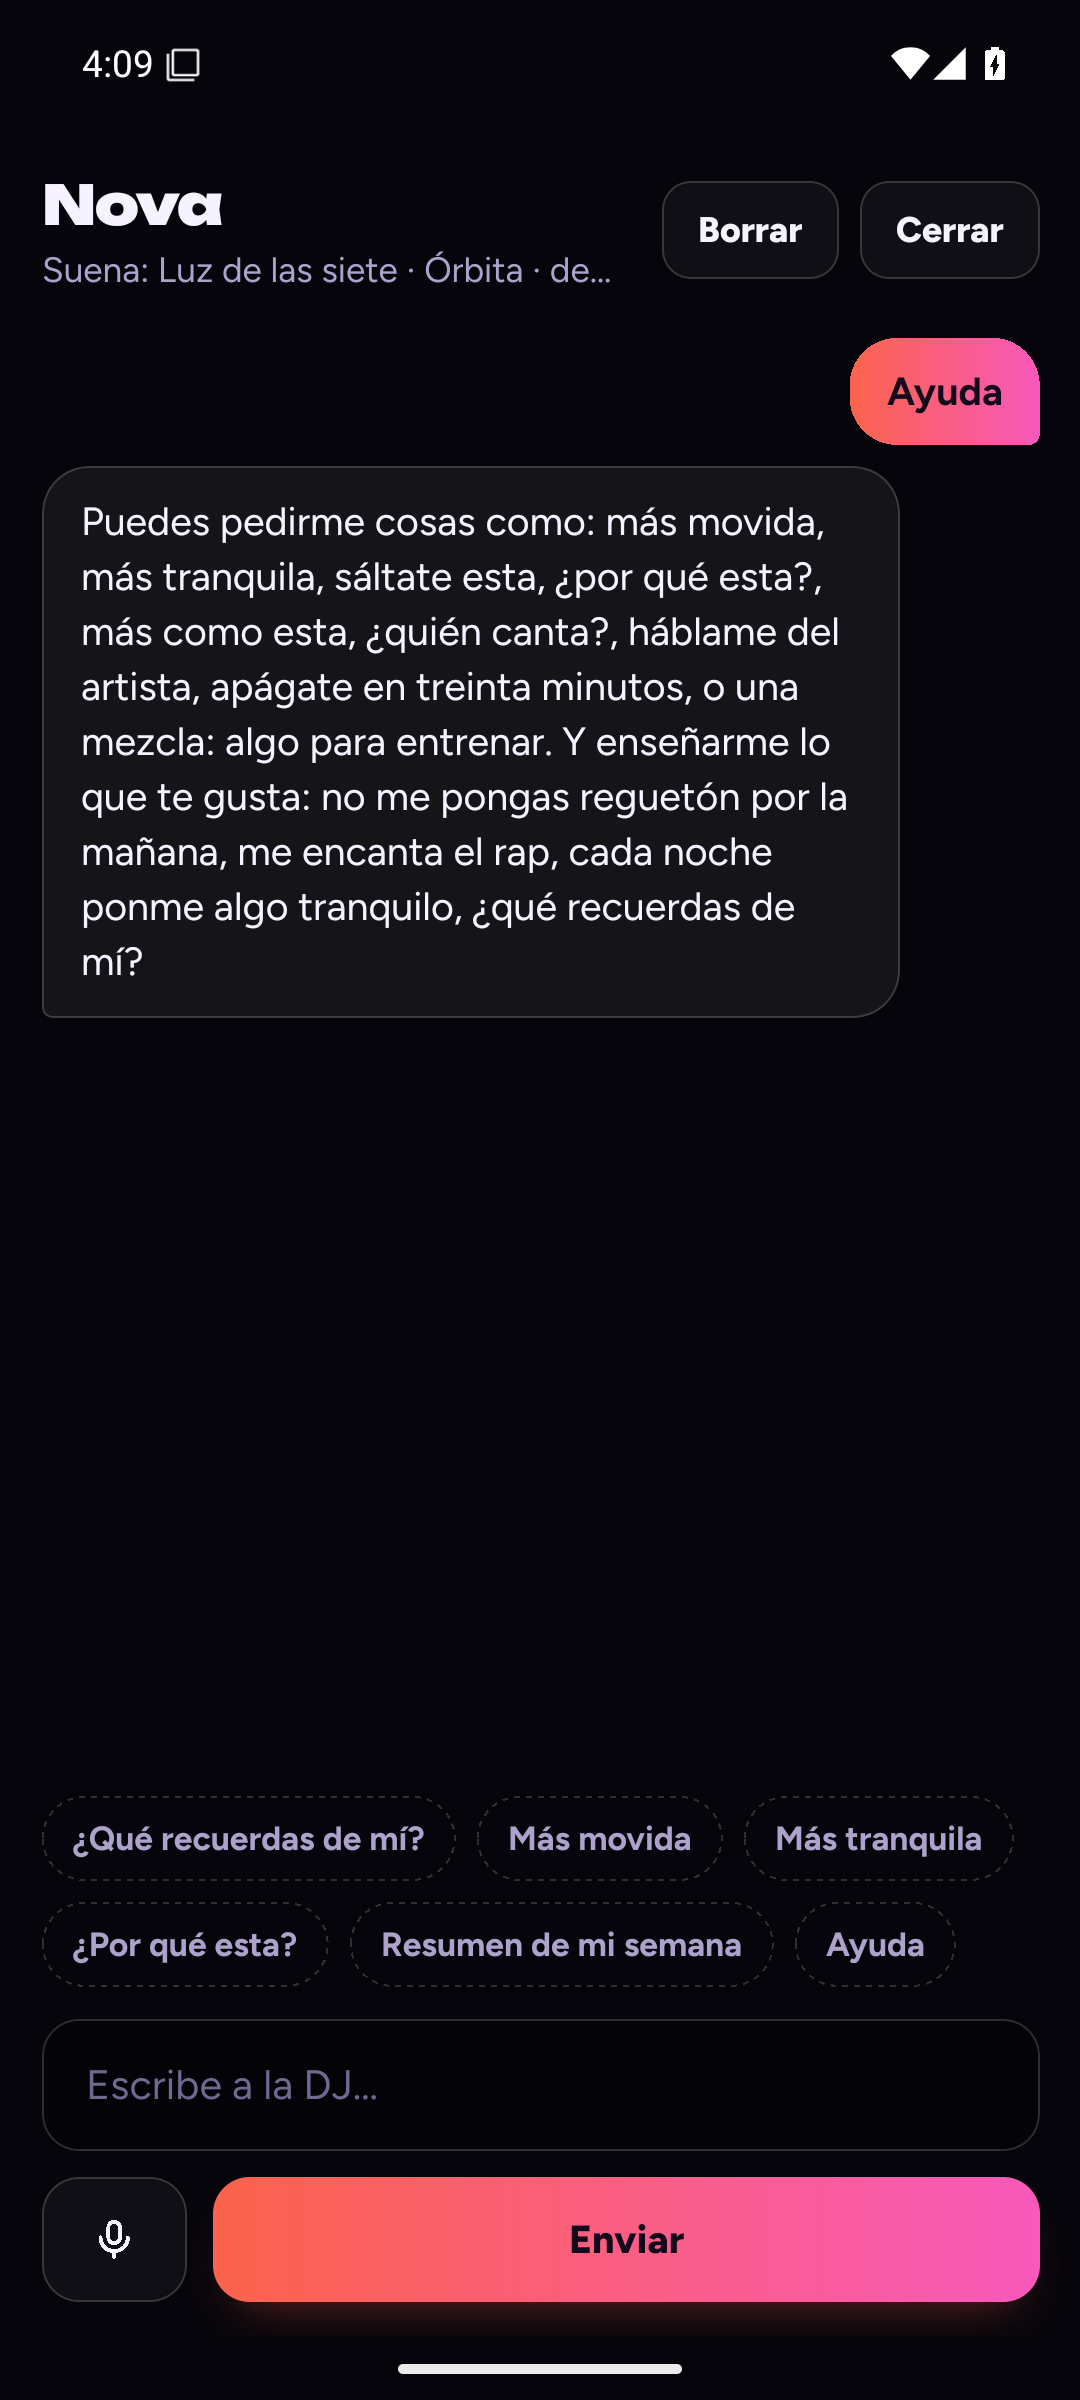 4:09
Nova
Borrar
Cerrar
Suena: Luz de las siete · Órbita · de...
Ayuda
Puedes pedirme cosas como: más movida,
más tranquila, sáltate esta, ¿por qué esta?,
más como esta, ¿quién canta?, háblame del
artista, apágate en treinta minutos, o una
mezcla: algo para entrenar. Y enseñarme lo
que te gusta: no me pongas reguetón por la
mañana, me encanta el rap, cada noche
ponme algo tranquilo, ¿qué recuerdas de
mí?
¿Qué recuerdas de mí?
Más movida
Más tranquila
¿Por qué esta?
Resumen de mi semana
Ayuda
Escribe a la DJ...
Enviar